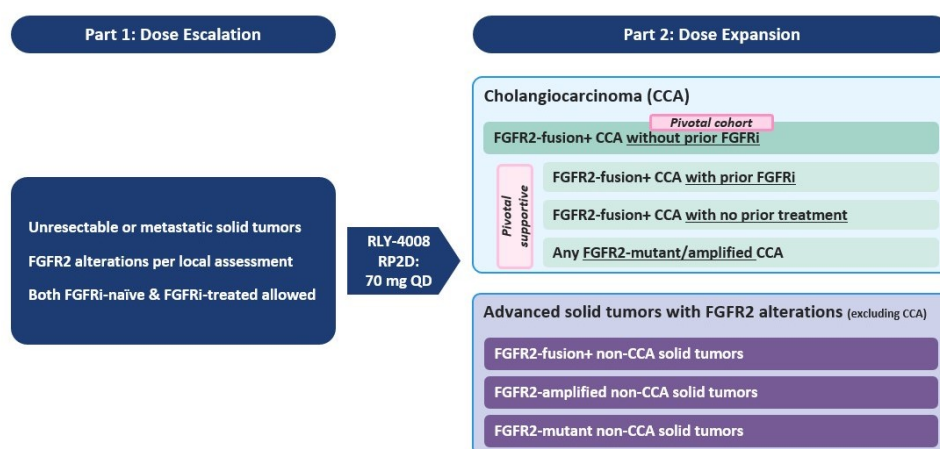 Part 1: Dose Escalation
Part 2: Dose Expansion
Unresectable or metastatic solid tumors
FGFR2 alterations per local assessment
Both FGFRi-naïve & FGFRi-treated allowed
RLY-4008
RP2D:
70 mg QD
Cholangiocarcinoma (CCA)
Pivotal cohort
FGFR2-fusion+ CCA without prior FGFRi
Pivotal
supportive
FGFR2-fusion+ CCA with prior FGFRi
FGFR2-fusion+ CCA with no prior treatment
Any FGFR2-mutant/amplified CCA
Advanced solid tumors with FGFR2 alterations (excluding CCA)
FGFR2-fusion+ non-CCA solid tumors
FGFR2-amplified non-CCA solid tumors
FGFR2-mutant non-CCA solid tumors